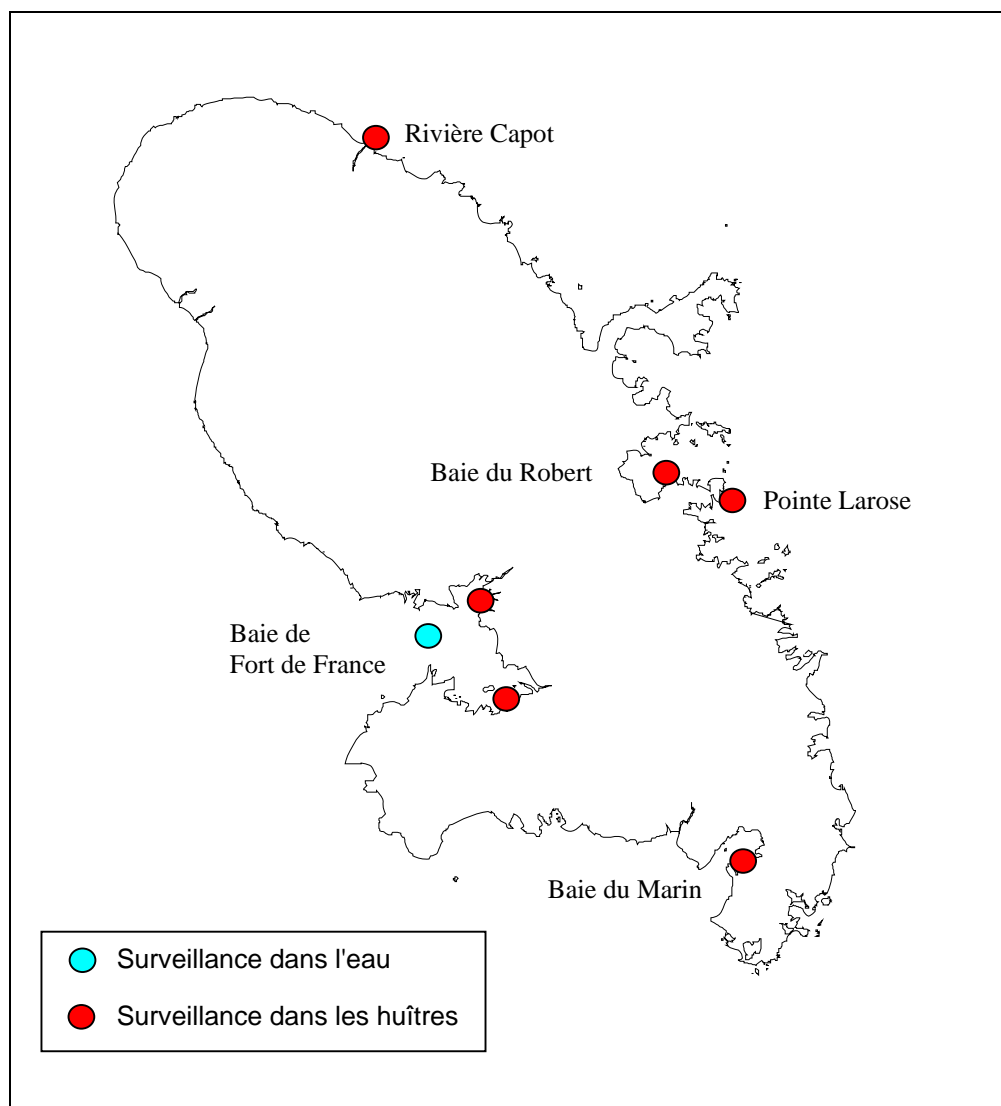 Rivière Capot
Baie du Robert
Pointe Larose
Baie de
Fort de France
Baie du Marin
Surveillance dans l'eau
Surveillance dans les huîtres